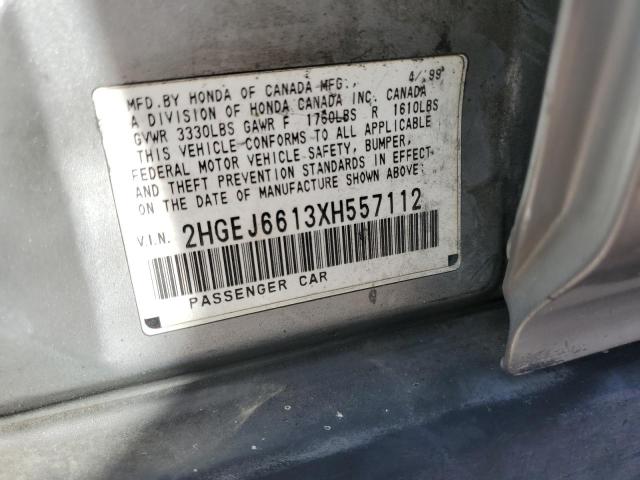 MFD.BY HONDA OF CANADA MFG., 4/99
A DIVISION OF HONDA CANADA INC. CANADA
GVWR 3330LBS GAWR F 1760LBS R 1610LBS
THIS VEHICLE CONFORMS TO ALL APPLICABLE
FEDERAL MOTOR VEHICLE SAFETY, BUMPER,
AND THEFT PREVENTION STANDARDS IN EFFECT
ON THE DATE OF MANUFACTURE SHOWN ABOVE.
V.I.N. 2HGEJ6613XH557112
PASSENGER CAR